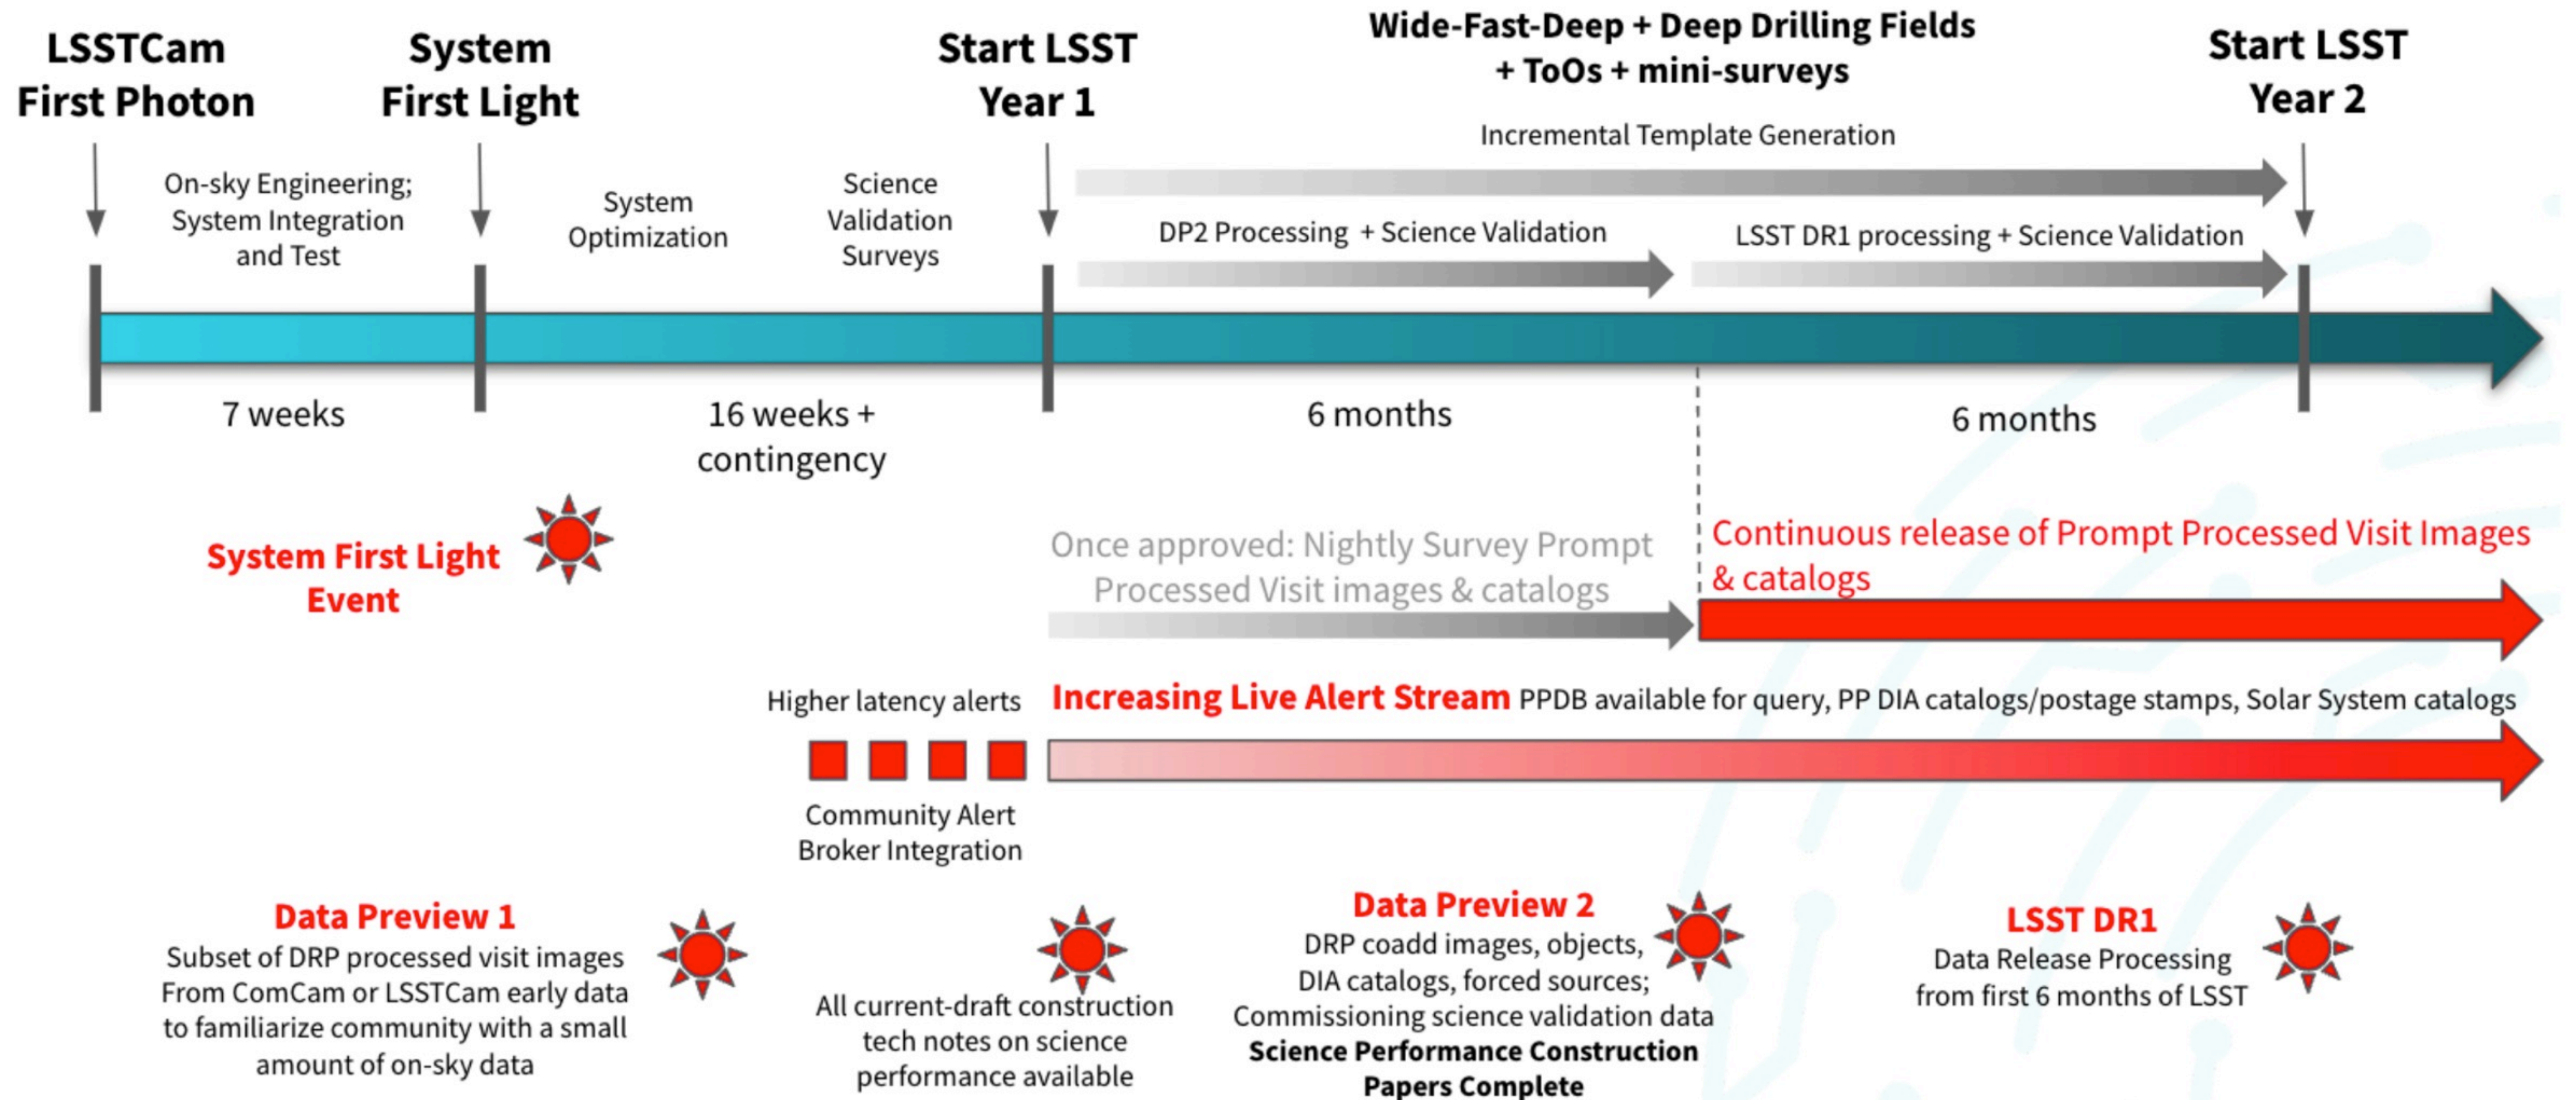 LSSTCam
First Photon
System
First Light
Start LSST
Year 1
Wide-Fast-Deep + Deep Drilling Fields
+ ToOs + mini-surveys
Start LSST
Year 2
Incremental Template Generation
On-sky Engineering;
System Integration
and Test
System
Optimization
Science
Validation
Surveys
DP2 Processing + Science Validation
LSST DR1 processing + Science Validation
7 weeks
16 weeks +
contingency
6 months
6 months
System First Light
Event
Once approved: Nightly Survey Prompt
Processed Visit images & catalogs
Continuous release of Prompt Processed Visit Images
& catalogs
Higher latency alerts
Increasing Live Alert Stream PPDB available for query, PP DIA catalogs/postage stamps, Solar System catalogs
Community Alert
Broker Integration
Data Preview 1
Subset of DRP processed visit images
From ComCam or LSSTCam early data
to familiarize community with a small
amount of on-sky data
All current-draft construction
tech notes on science
performance available
Data Preview 2
DRP coadd images, objects,
DIA catalogs, forced sources;
Commissioning science validation data
Science Performance Construction
Papers Complete
LSST DR1
Data Release Processing
from first 6 months of LSST